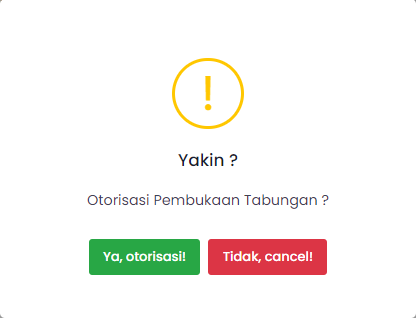 !
Yakin ?
Otorisasi Pembukaan Tabungan ?
Ya, otorisasi!
Tidak, cancel!